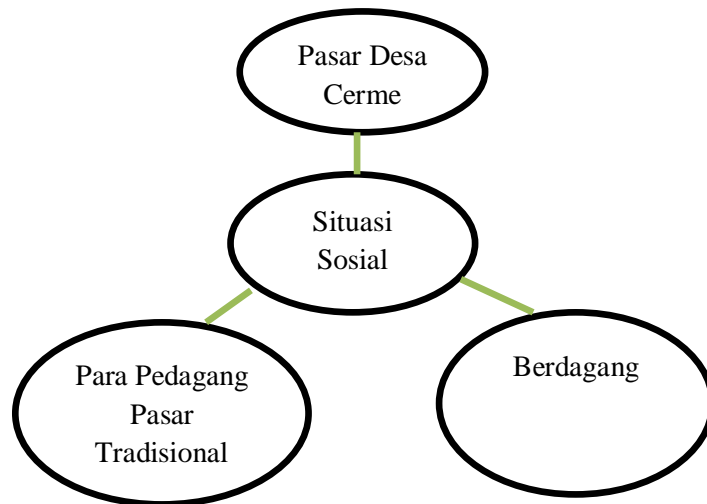 Pasar Desa
Cerme
Situasi
Sosial
Para Pedagang
Pasar
Tradisional
Berdagang